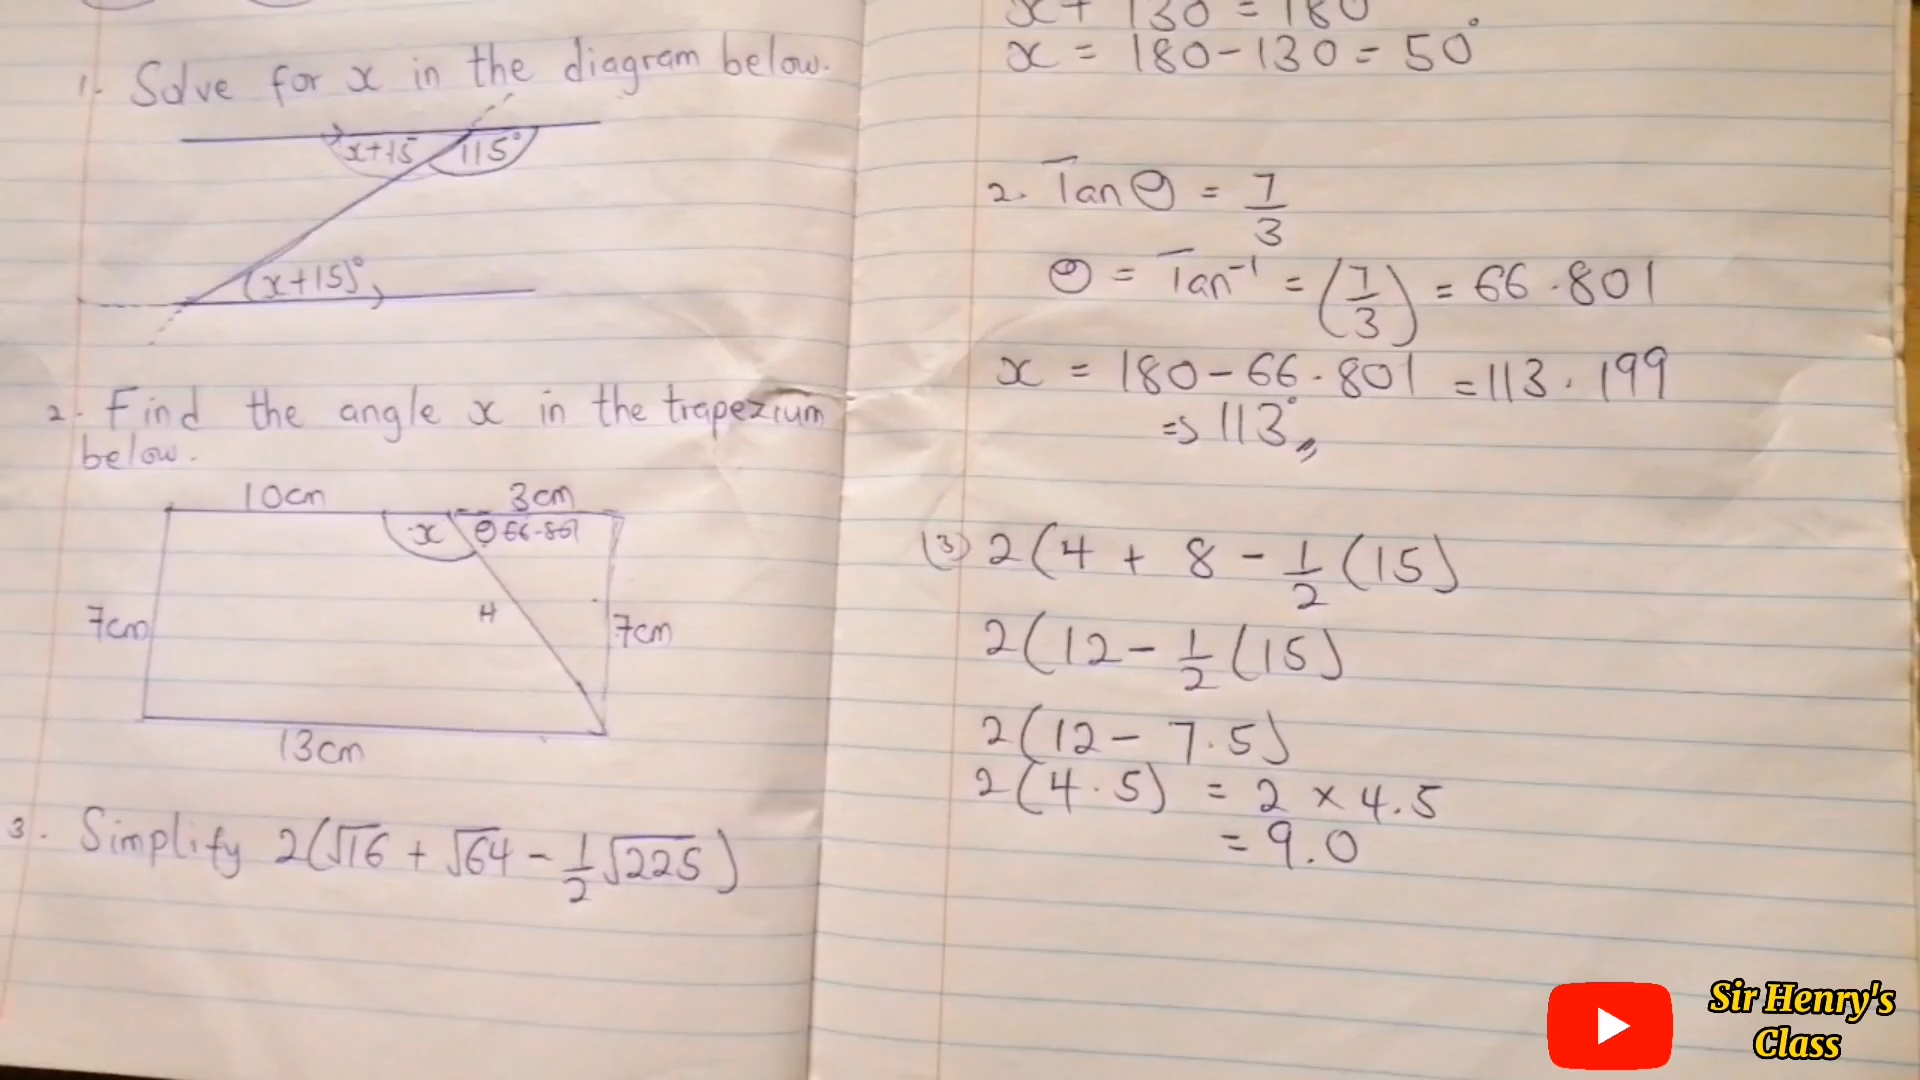 1. Solve for x in the diagram below.
x+15 115°
(x+15)°
2. Find the angle x in the trapezium
below.
10cm 3cm
x θ 66.801
7cm H 7cm
13cm
3. Simplify 2(√16 + √64 - 1/2 √225)
x + 130 = 180
x = 180 - 130 = 50°
2. Tan θ = 7/3
θ = Tan⁻¹ = (7/3) = 66.801
x = 180 - 66.801 = 113.199
=> 113°,,
(3) 2(4 + 8 - 1/2 (15)
2(12 - 1/2 (15)
2(12 - 7.5)
2(4.5) = 2 × 4.5
= 9.0
Sir Henry's
Class